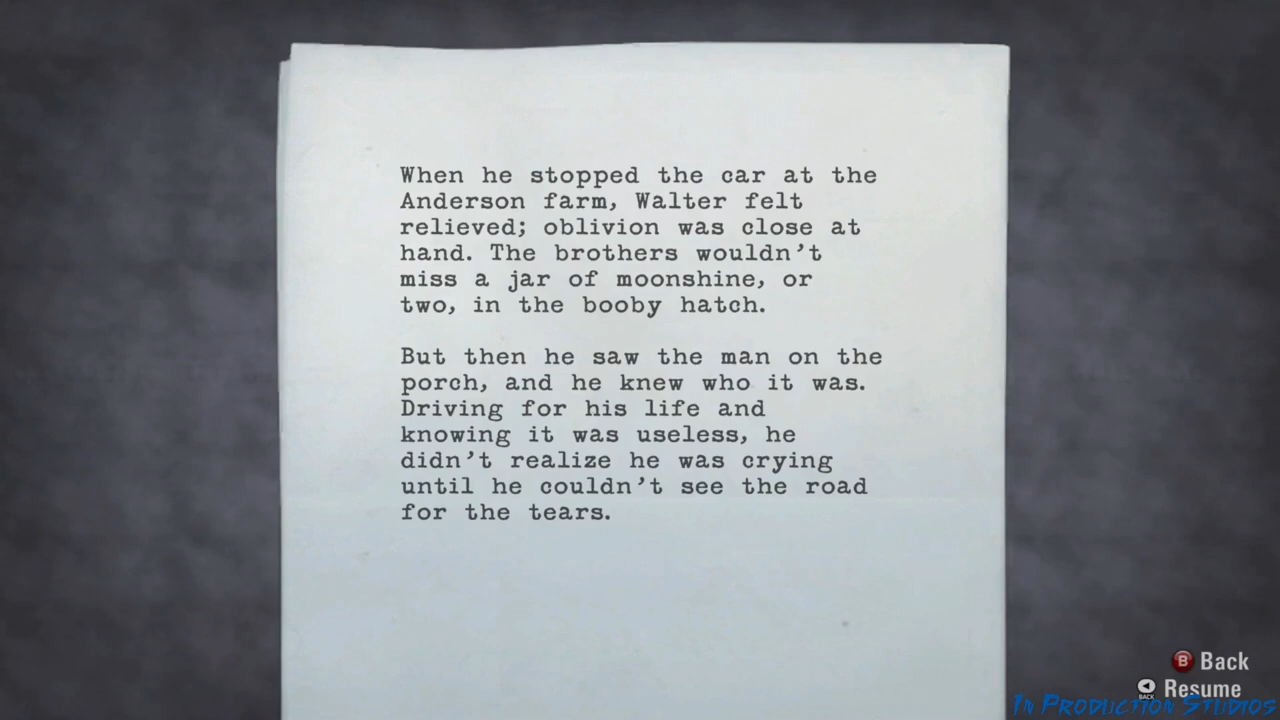 When he stopped the car at the
Anderson farm, Walter felt
relieved; oblivion was close at
hand. The brothers wouldn't
miss a jar of moonshine, or
two, in the booby hatch.
But then he saw the man on the
porch, and he knew who it was.
Driving for his life and
knowing it was useless, he
didn't realize he was crying
until he couldn't see the road
for the tears.
B Back
BACK Resume
In Production Studios